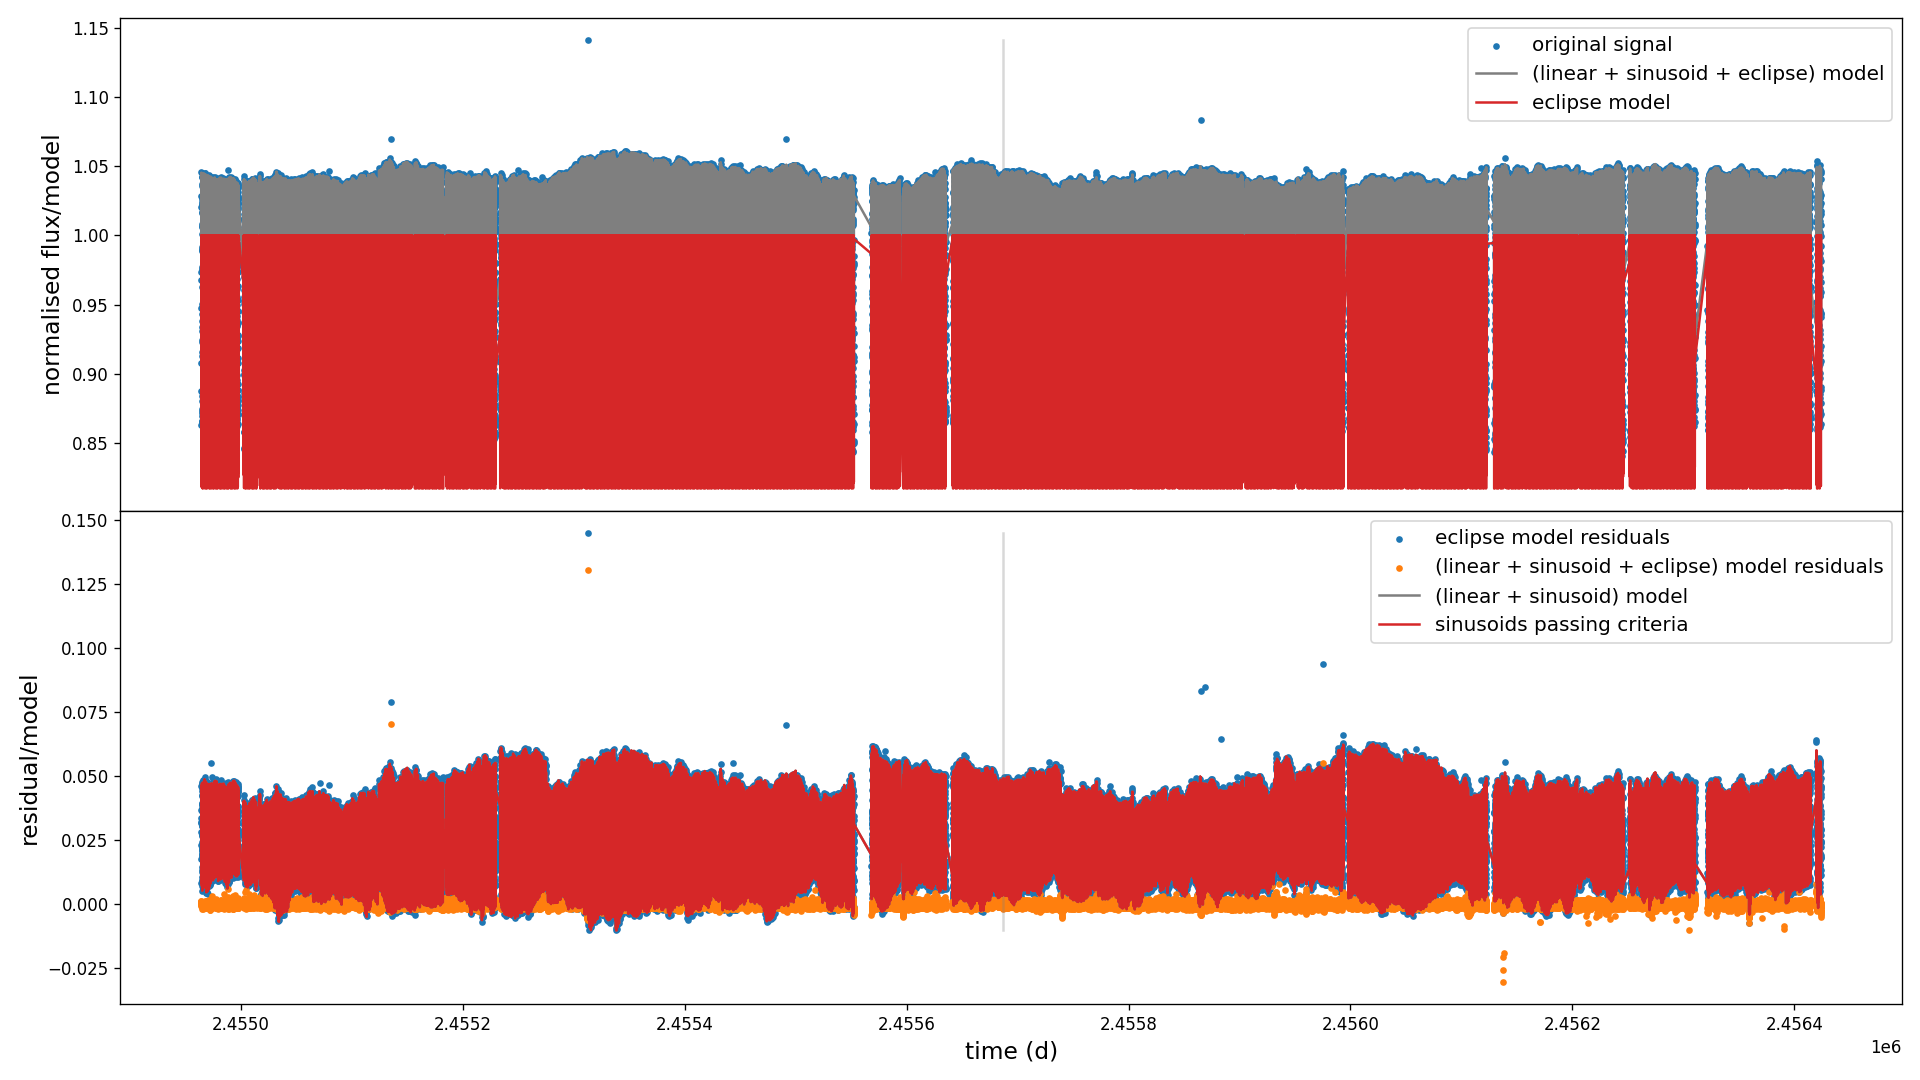 1.15
1.10
1.05
1.00
0.95
0.90
0.85
normalised flux/model
original signal
(linear + sinusoid + eclipse) model
eclipse model
0.150
0.125
0.100
0.075
0.050
0.025
0.000
−0.025
residual/model
eclipse model residuals
(linear + sinusoid + eclipse) model residuals
(linear + sinusoid) model
sinusoids passing criteria
2.4550
2.4552
2.4554
2.4556
2.4558
2.4560
2.4562
2.4564
1e6
time (d)